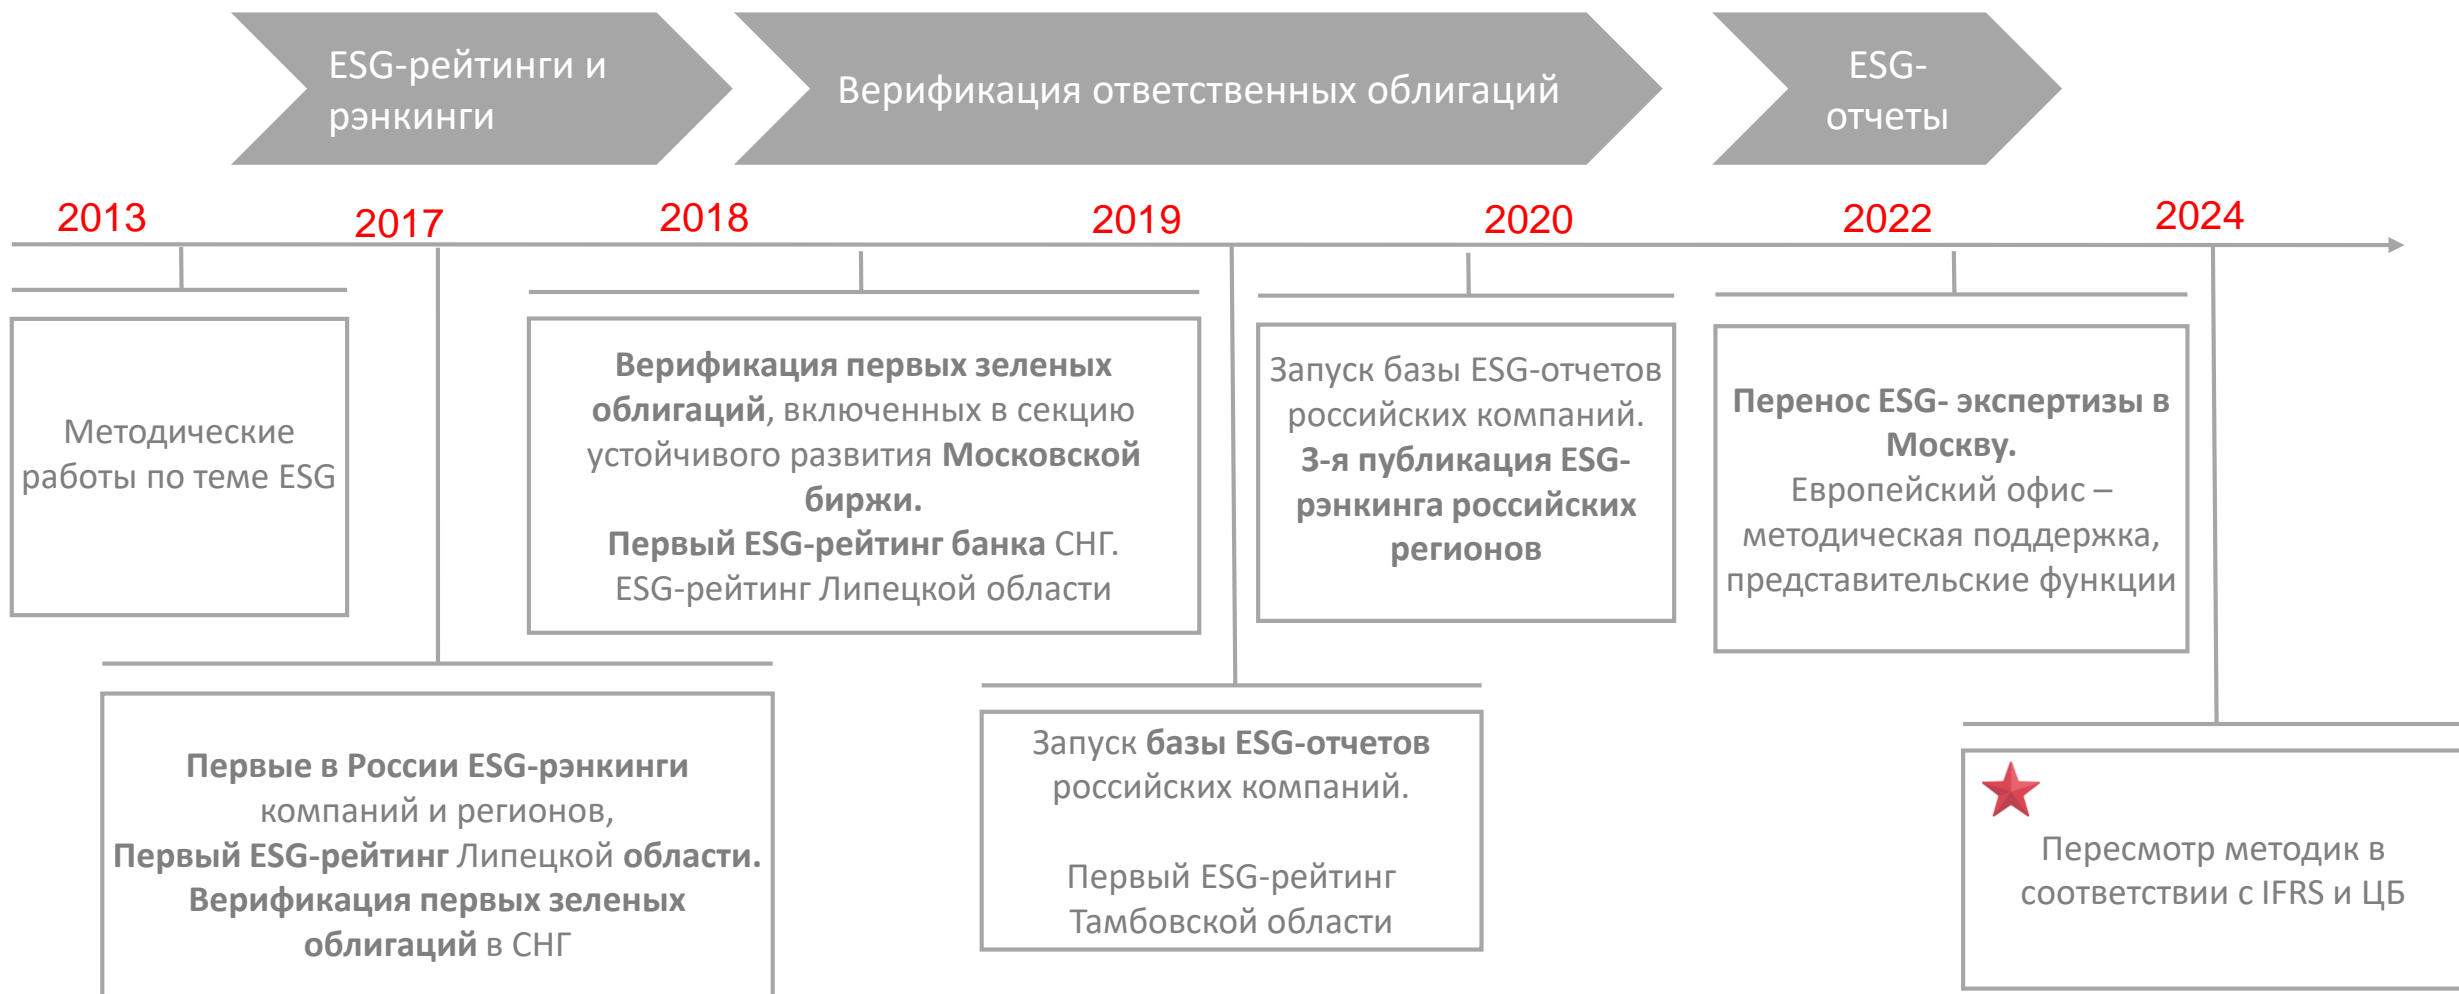 ESG-рейтинги и
рэнкинги
Верификация ответственных облигаций
ESG-
отчеты
2013
2017
2018
2019
2020
2022
2024
Методические
работы по теме ESG
Верификация первых зеленых
облигаций, включенных в секцию
устойчивого развития Московской
биржи.
Первый ESG-рейтинг банка СНГ.
ESG-рейтинг Липецкой области
Запуск базы ESG-отчетов
российских компаний.
3-я публикация ESG-
рэнкинга российских
регионов
Перенос ESG- экспертизы в
Москву.
Европейский офис –
методическая поддержка,
представительские функции
Первые в России ESG-рэнкинги
компаний и регионов,
Первый ESG-рейтинг Липецкой области.
Верификация первых зеленых
облигаций в СНГ
Запуск базы ESG-отчетов
российских компаний.
Первый ESG-рейтинг
Тамбовской области
Пересмотр методик в
соответствии с IFRS и ЦБ